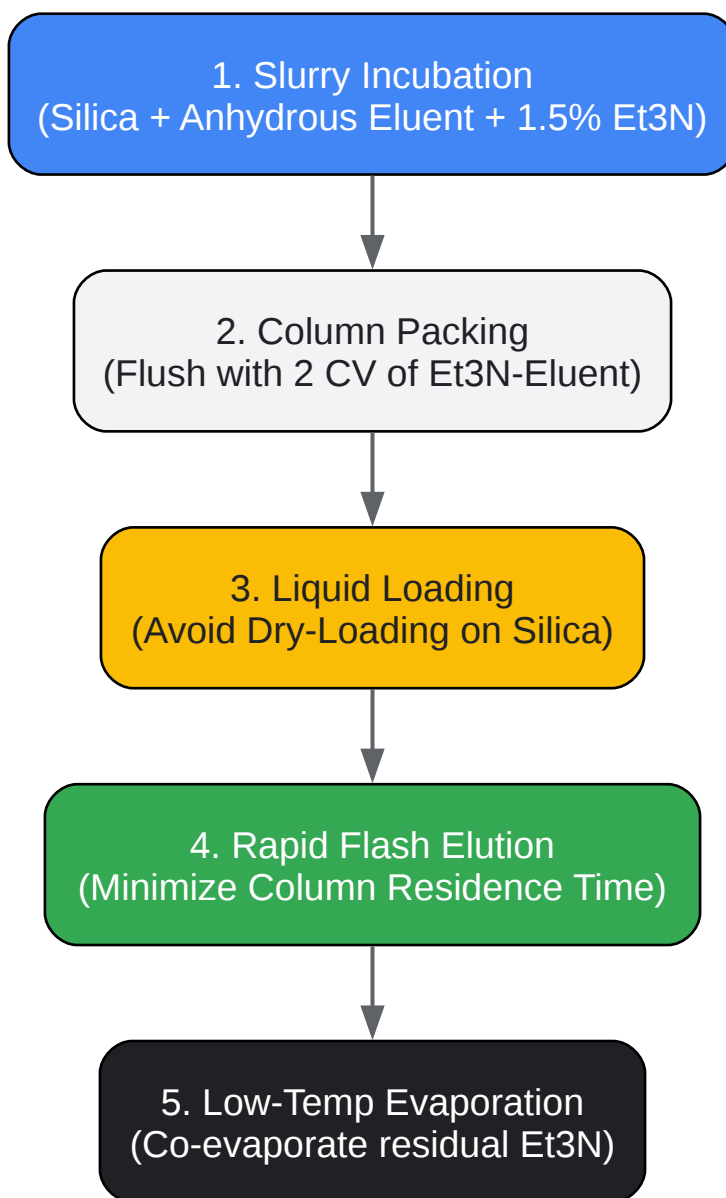 1. Slurry Incubation
(Silica + Anhydrous Eluent + 1.5% Et3N)
2. Column Packing
(Flush with 2 CV of Et3N-Eluent)
3. Liquid Loading
(Avoid Dry-Loading on Silica)
4. Rapid Flash Elution
(Minimize Column Residence Time)
5. Low-Temp Evaporation
(Co-evaporate residual Et3N)